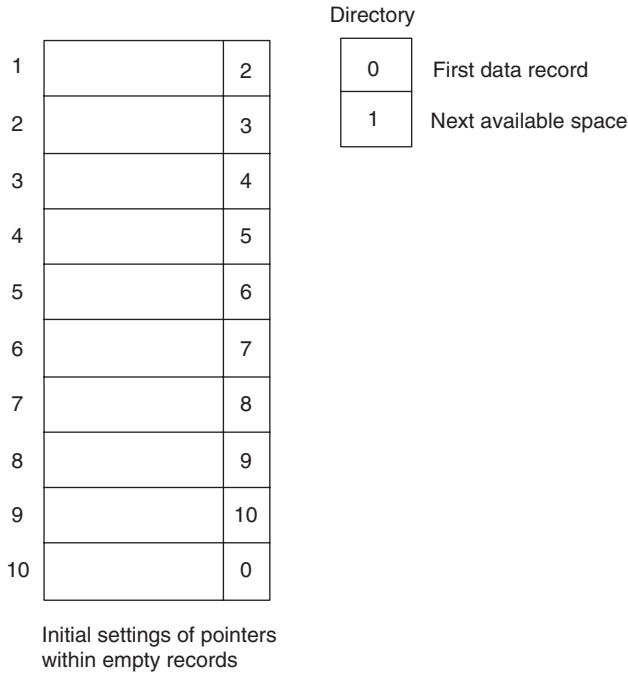 Directory
0 First data record
1 Next available space
1 2
2 3
3 4
4 5
5 6
6 7
7 8
8 9
9 10
10 0
Initial settings of pointers
within empty records